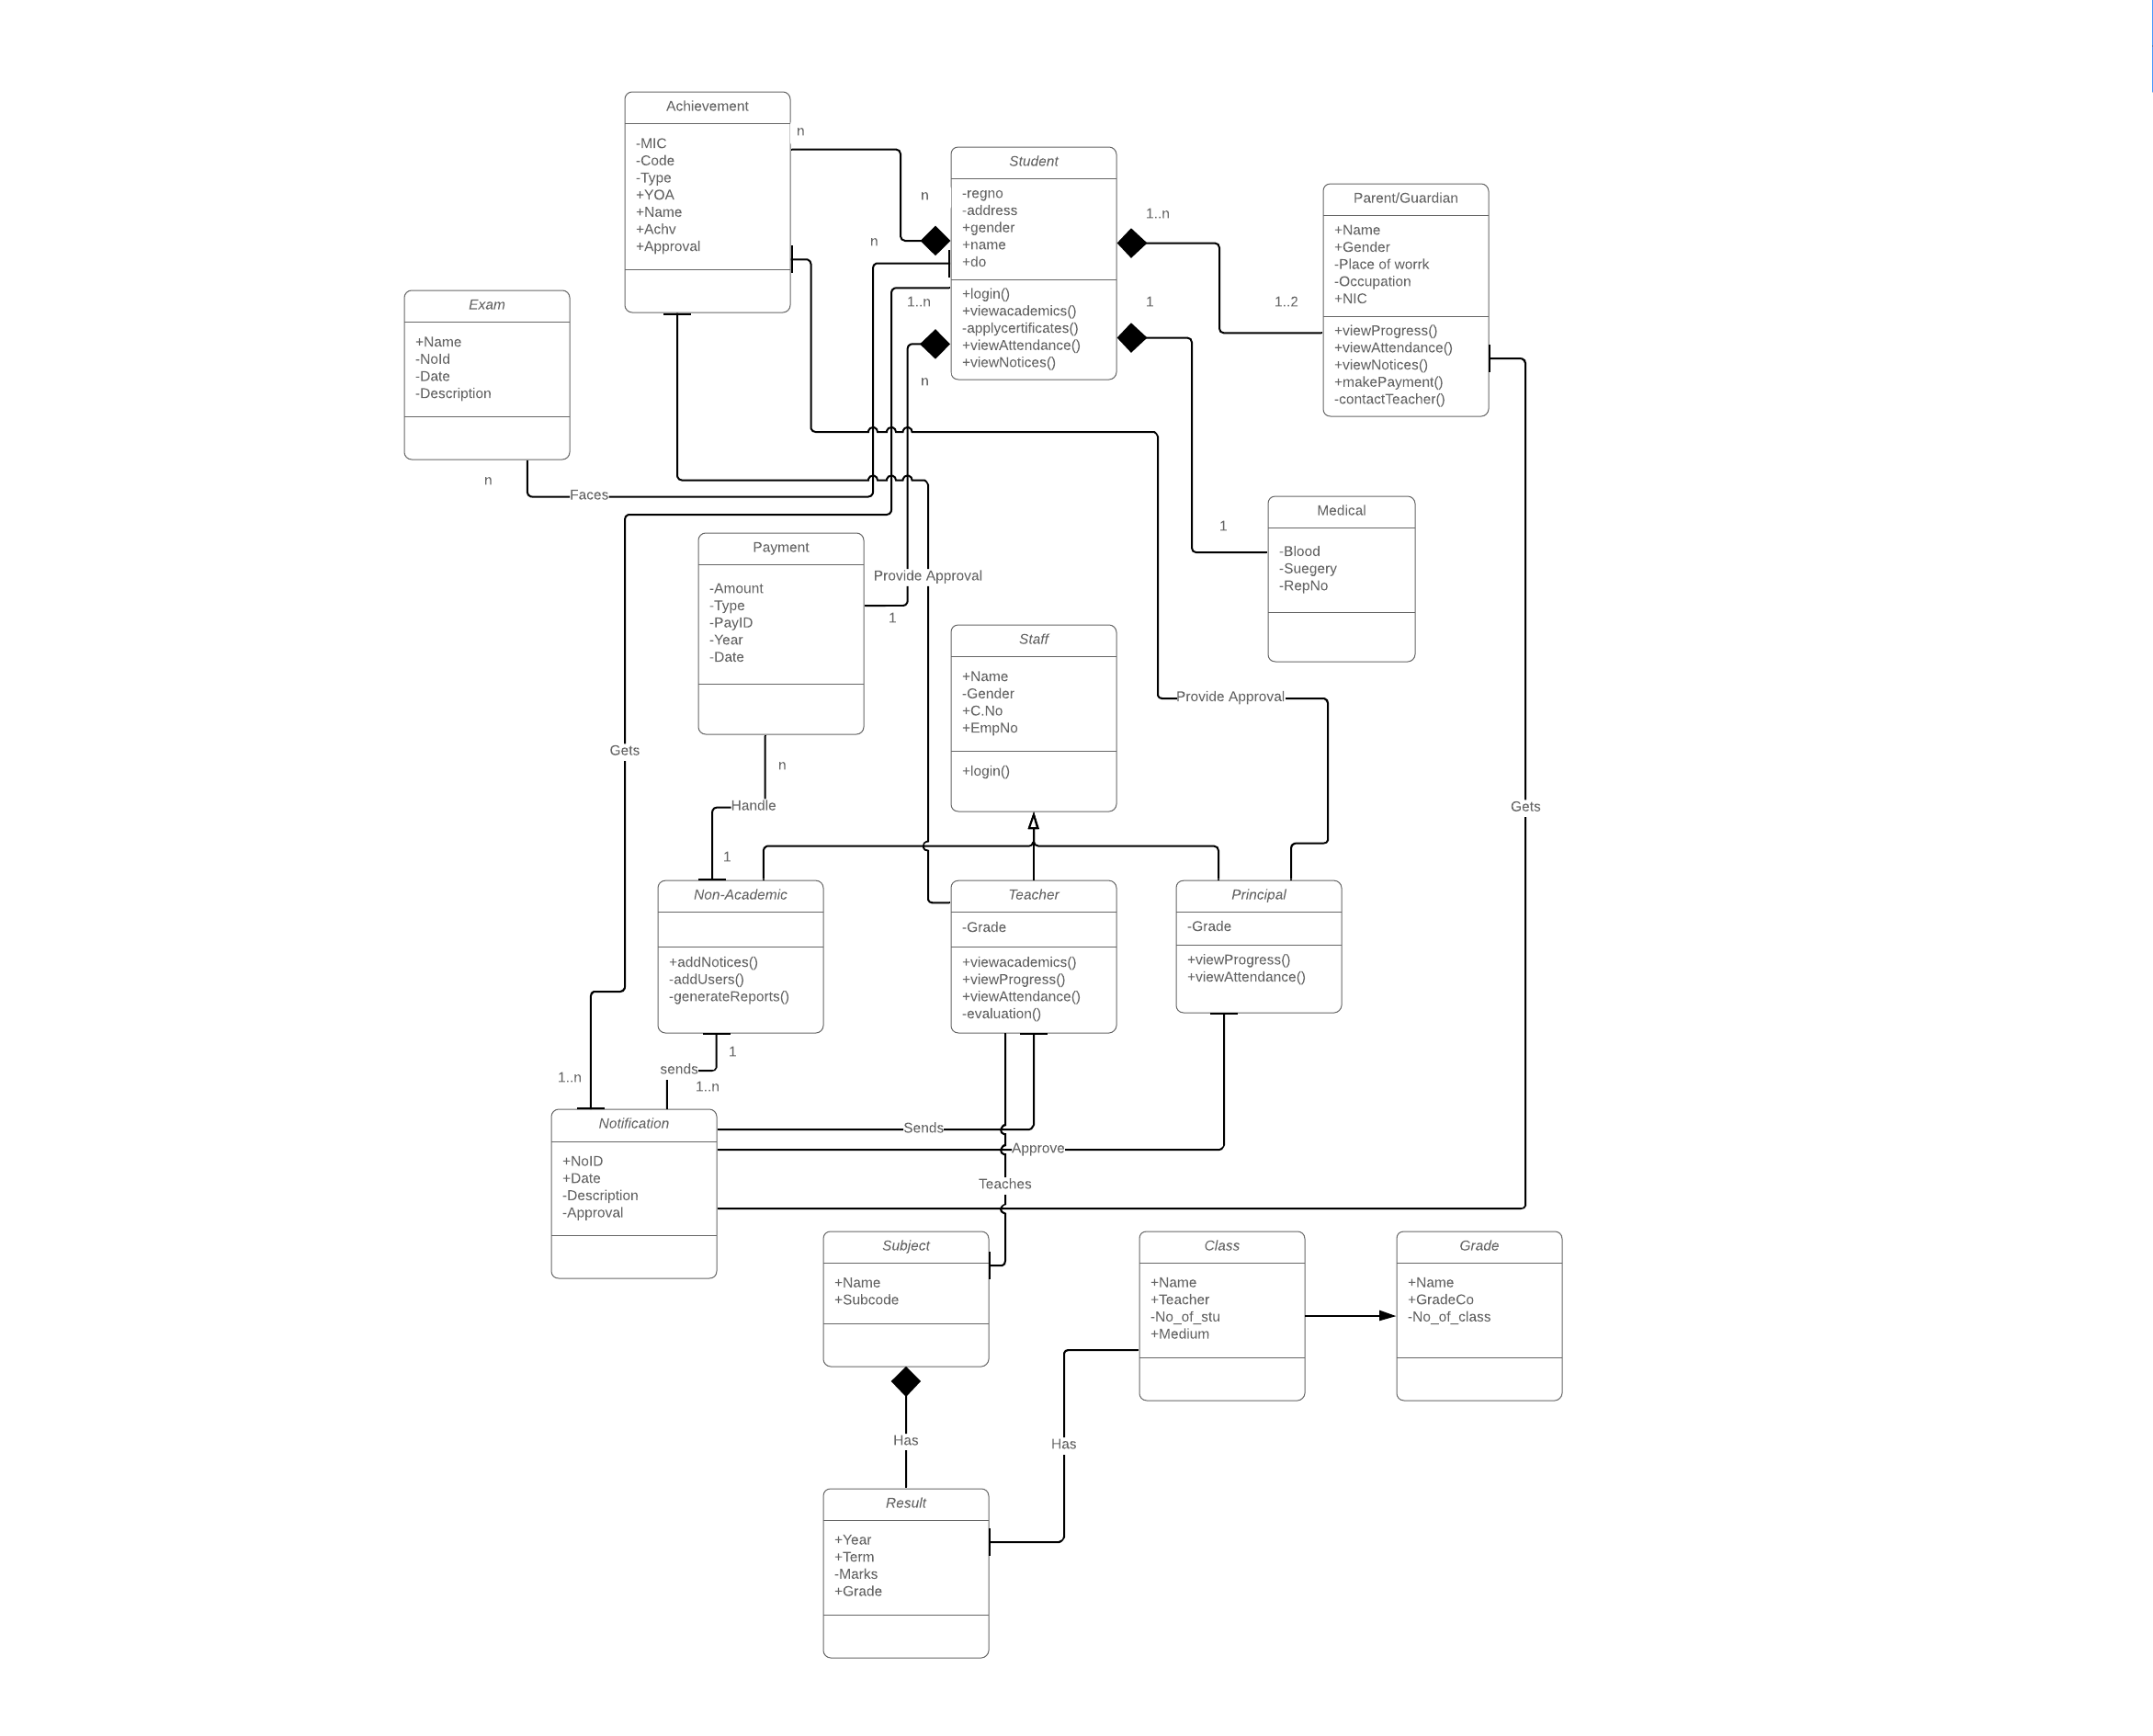 Achievement
-MIC
-Code
-Type
+YOA
+Name
+Achv
+Approval
n
n
Student
-regno
-address
+gender
+name
+do
+login()
+viewacademics()
-applycertificates()
+viewAttendance()
+viewNotices()
n
1..n
n
1..n
1
1..2
Parent/Guardian
+Name
+Gender
-Place of worrk
-Occupation
+NIC
+viewProgress()
+viewAttendance()
+viewNotices()
+makePayment()
-contactTeacher()
Exam
+Name
-NoId
-Date
-Description
n
Faces
Medical
-Blood
-Suegery
-RepNo
1
Payment
-Amount
-Type
-PayID
-Year
-Date
Provide Approval
1
Staff
+Name
-Gender
+C.No
+EmpNo
+login()
Provide Approval
Gets
n
Handle
1
Gets
Non-Academic
+addNotices()
-addUsers()
-generateReports()
Teacher
-Grade
+viewacademics()
+viewProgress()
+viewAttendance()
-evaluation()
Principal
-Grade
+viewProgress()
+viewAttendance()
1
sends
1..n
1..n
Notification
+NoID
+Date
-Description
-Approval
Sends
Approve
Teaches
Subject
+Name
+Subcode
Class
+Name
+Teacher
-No_of_stu
+Medium
Grade
+Name
+GradeCo
-No_of_class
Has
Has
Result
+Year
+Term
-Marks
+Grade